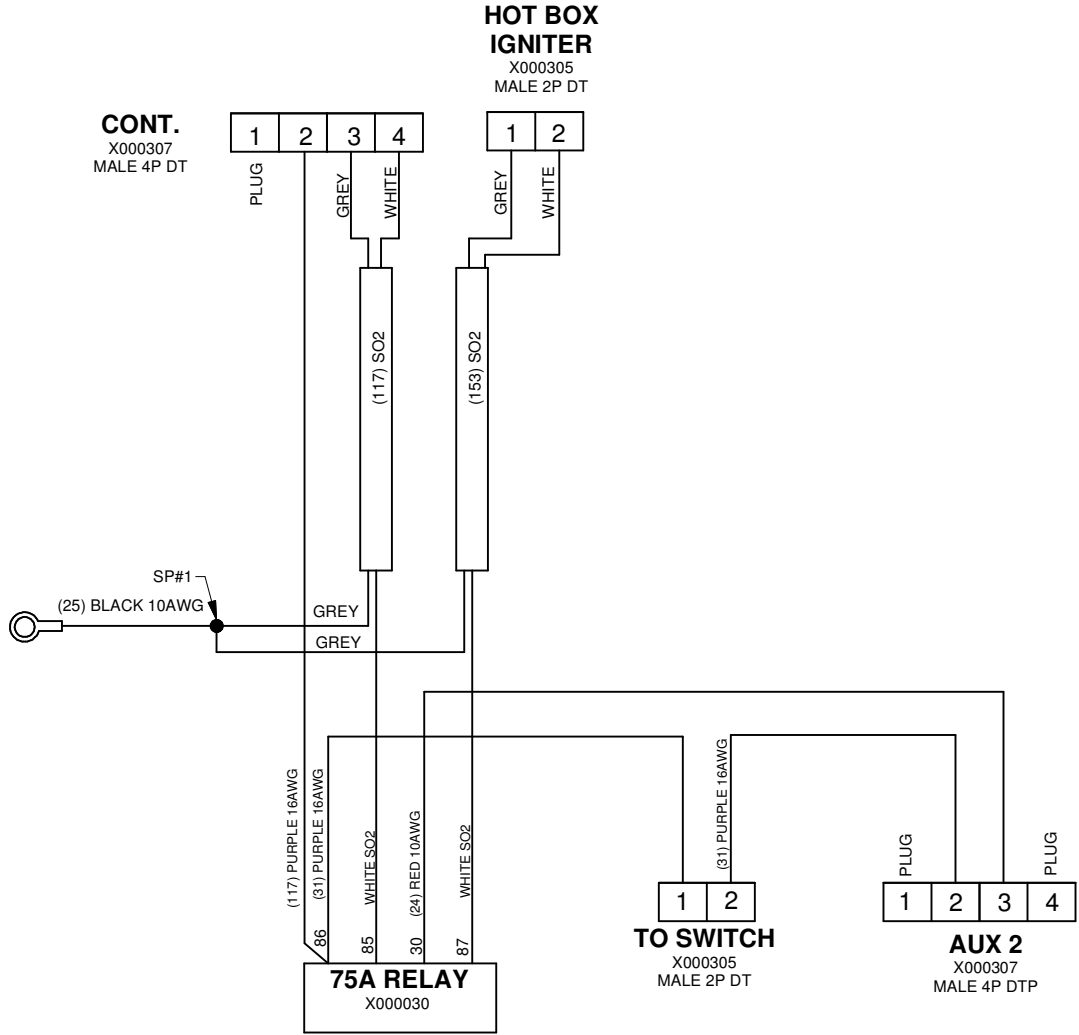 HOT BOX
IGNITER
X000305
MALE 2P DT
CONT.
X000307
MALE 4P DT
1 2 3 4
1 2
PLUG
GREY
WHITE
GREY
WHITE
(117) SO2
(153) SO2
SP#1
(25) BLACK 10AWG
GREY
GREY
(117) PURPLE 16AWG
(31) PURPLE 16AWG
WHITE SO2
(24) RED 10AWG
WHITE SO2
(31) PURPLE 16AWG
86
85
30
87
75A RELAY
X000030
1 2
TO SWITCH
X000305
MALE 2P DT
PLUG
PLUG
1 2 3 4
AUX 2
X000307
MALE 4P DTP